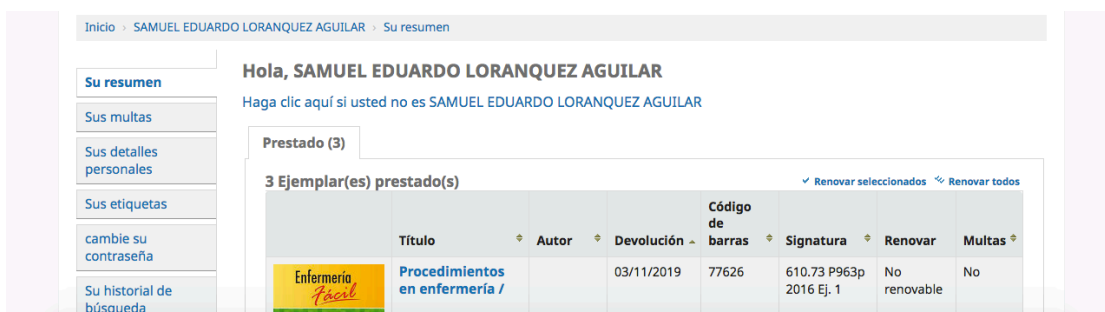 Inicio › SAMUEL EDUARDO LORANQUEZ AGUILAR › Su resumen
Su resumen
Sus multas
Sus detalles
personales
Sus etiquetas
cambie su
contraseña
Su historial de
búsqueda
Hola, SAMUEL EDUARDO LORANQUEZ AGUILAR
Haga clic aquí si usted no es SAMUEL EDUARDO LORANQUEZ AGUILAR
Prestado (3)
3 Ejemplar(es) prestado(s)
Renovar seleccionados Renovar todos
Título Autor Devolución Código de barras Signatura Renovar Multas
Enfermería
Fácil
Procedimientos
en enfermería /
03/11/2019
77626
610.73 P963p
2016 Ej. 1
No
renovable
No